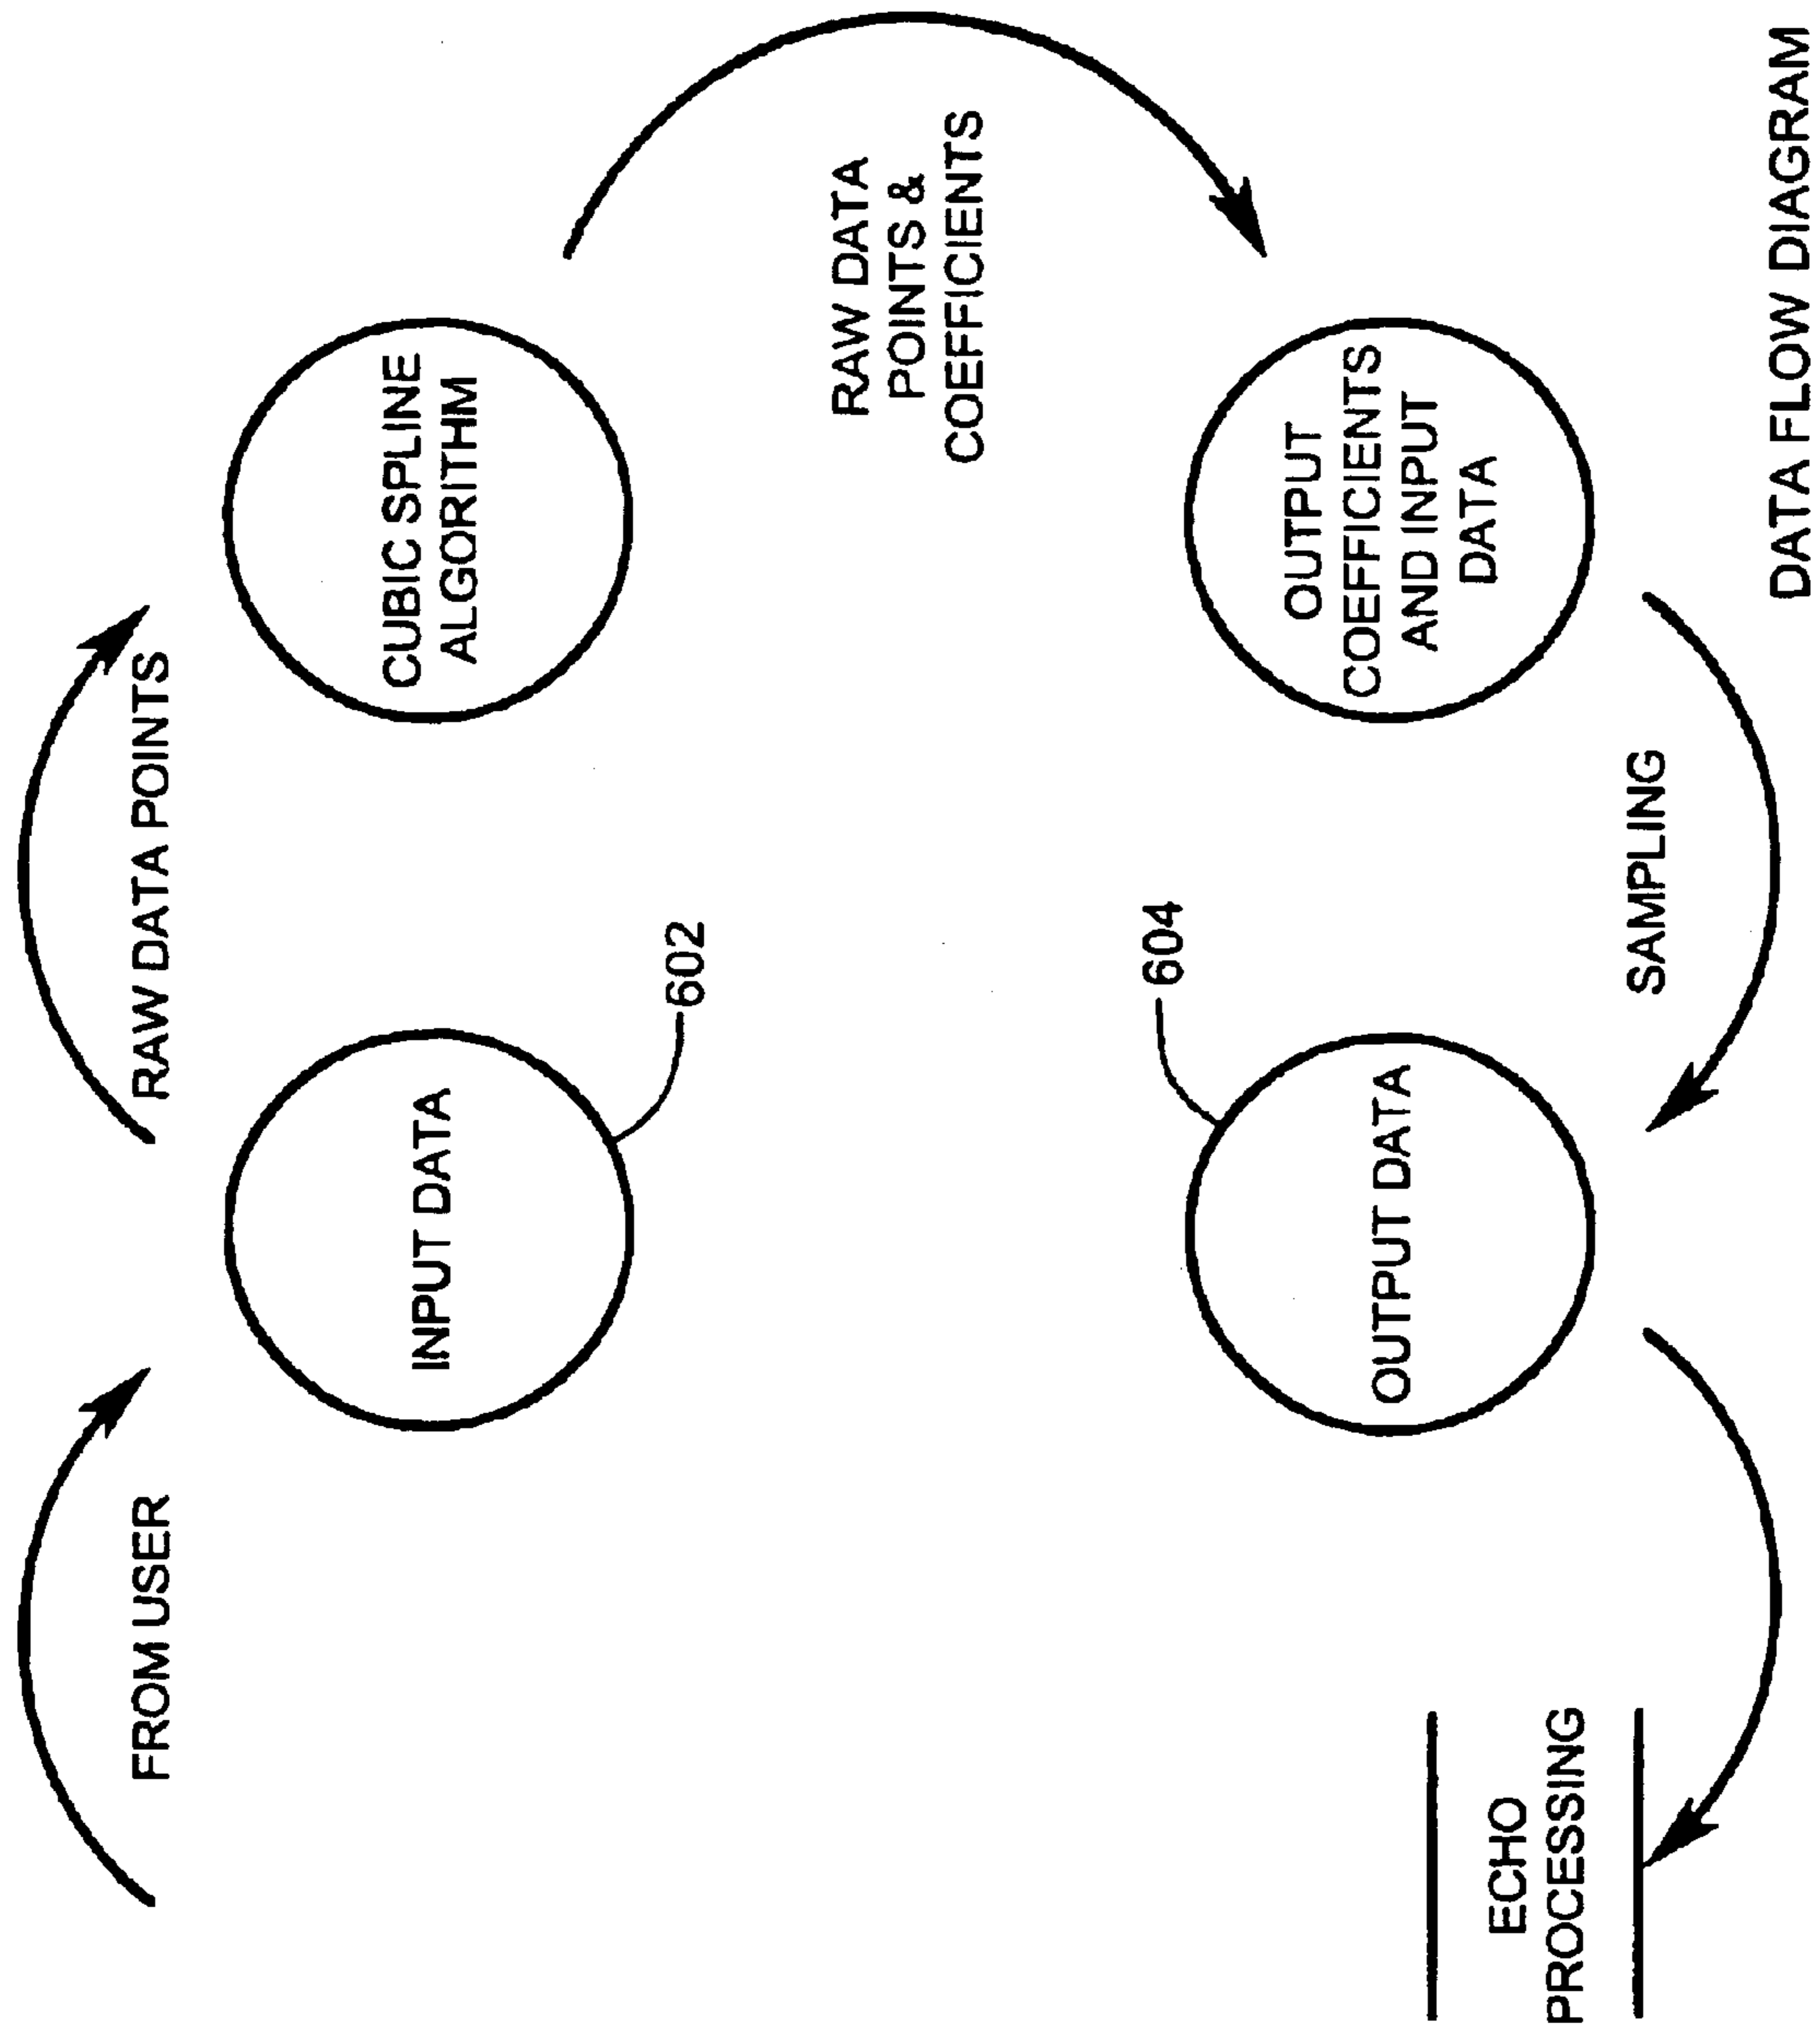 FROM USER
RAW DATA POINTS
INPUT DATA
602
CUBIC SPLINE
ALGORITHM
RAW DATA
POINTS &
COEFFICIENTS
604
OUTPUT DATA
OUTPUT
COEFFICIENTS
AND INPUT
DATA
ECHO
PROCESSING
SAMPLING
DATA FLOW DIAGRAM